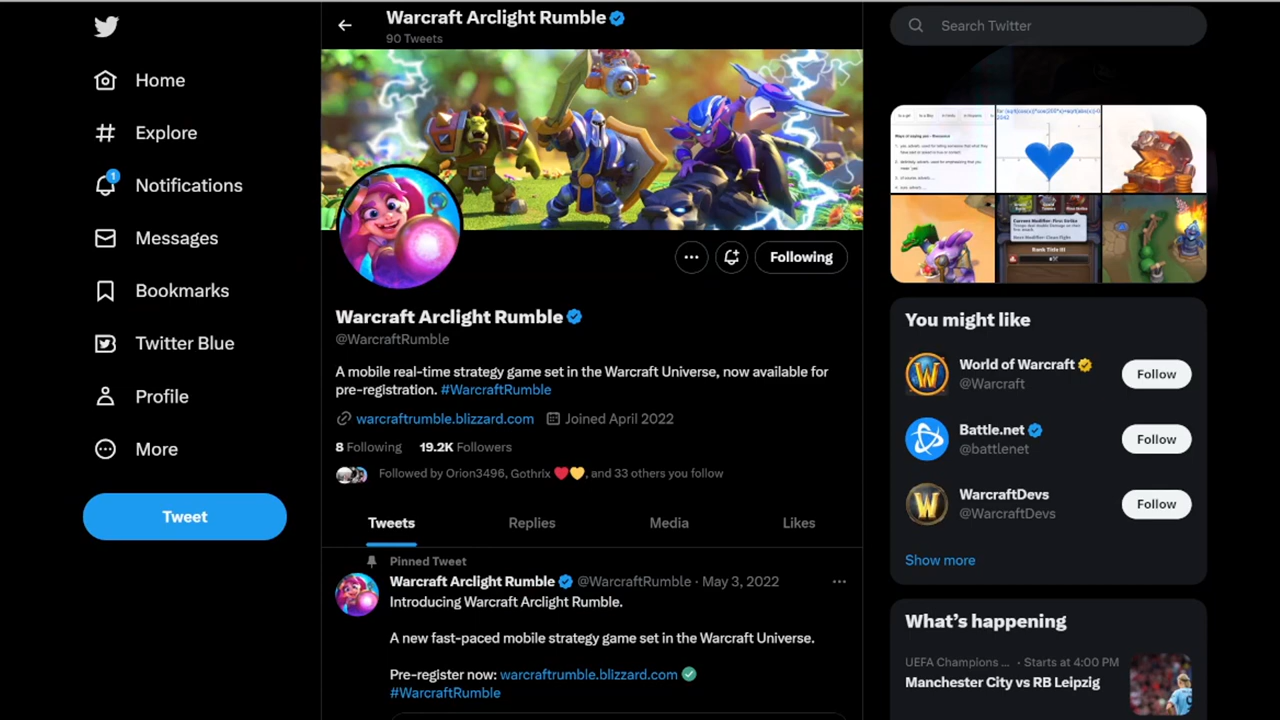 Home
Explore
1
Notifications
Messages
Bookmarks
Twitter Blue
Profile
More
Tweet
Warcraft Arclight Rumble
90 Tweets
Following
Warcraft Arclight Rumble
@WarcraftRumble
A mobile real-time strategy game set in the Warcraft Universe, now available for
pre-registration. #WarcraftRumble
warcraftrumble.blizzard.com Joined April 2022
8 Following 19.2K Followers
Followed by Orion3496, Gothrix ❤️💛, and 33 others you follow
Tweets Replies Media Likes
Pinned Tweet
Warcraft Arclight Rumble @WarcraftRumble · May 3, 2022
Introducing Warcraft Arclight Rumble.
A new fast-paced mobile strategy game set in the Warcraft Universe.
Pre-register now: warcraftrumble.blizzard.com
#WarcraftRumble
Search Twitter
You might like
World of Warcraft
@Warcraft
Follow
Battle.net
@battlenet
Follow
WarcraftDevs
@WarcraftDevs
Follow
Show more
What's happening
UEFA Champions ... · Starts at 4:00 PM
Manchester City vs RB Leipzig